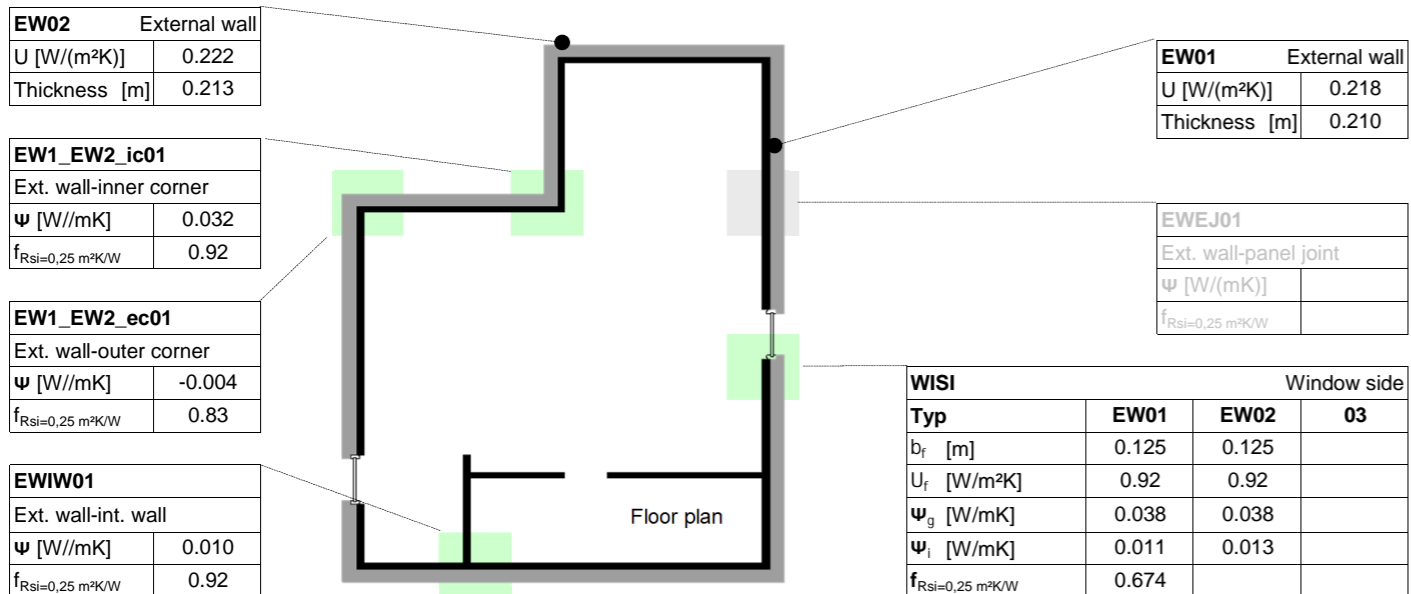 EW02 External wall
U [W/(m²K)] 0.222
Thickness [m] 0.213
EW1_EW2_ic01
Ext. wall-inner corner
Ψ [W//mK] 0.032
fRsi=0,25 m²K/W 0.92
EW1_EW2_ec01
Ext. wall-outer corner
Ψ [W//mK] -0.004
fRsi=0,25 m²K/W 0.83
EWIW01
Ext. wall-int. wall
Ψ [W//mK] 0.010
fRsi=0,25 m²K/W 0.92
Floor plan
EW01 External wall
U [W/(m²K)] 0.218
Thickness [m] 0.210
EWEJ01
Ext. wall-panel joint
Ψ [W/(mK)]
fRsi=0,25 m²K/W
WISI Window side
Typ EW01 EW02 03
bf [m] 0.125 0.125
Uf [W/m²K] 0.92 0.92
Ψg [W/mK] 0.038 0.038
Ψi [W/mK] 0.011 0.013
fRsi=0,25 m²K/W 0.674